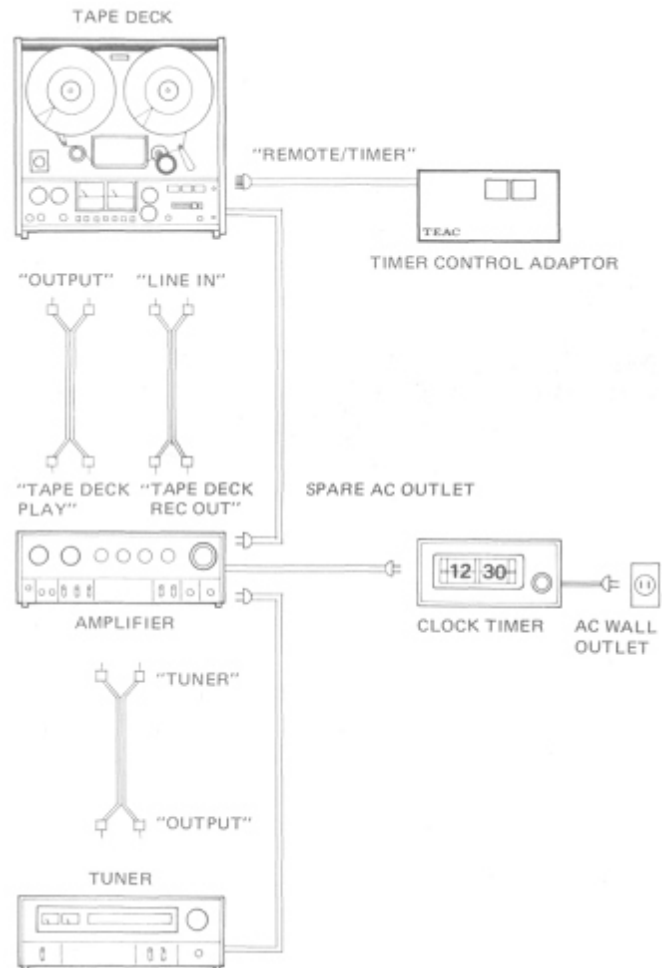 TAPE DECK
"REMOTE/TIMER"
TEAC
TIMER CONTROL ADAPTOR
"OUTPUT" "LINE IN"
"TAPE DECK PLAY" "TAPE DECK REC OUT"
SPARE AC OUTLET
12 30
AMPLIFIER
CLOCK TIMER
AC WALL OUTLET
"TUNER"
"OUTPUT"
TUNER